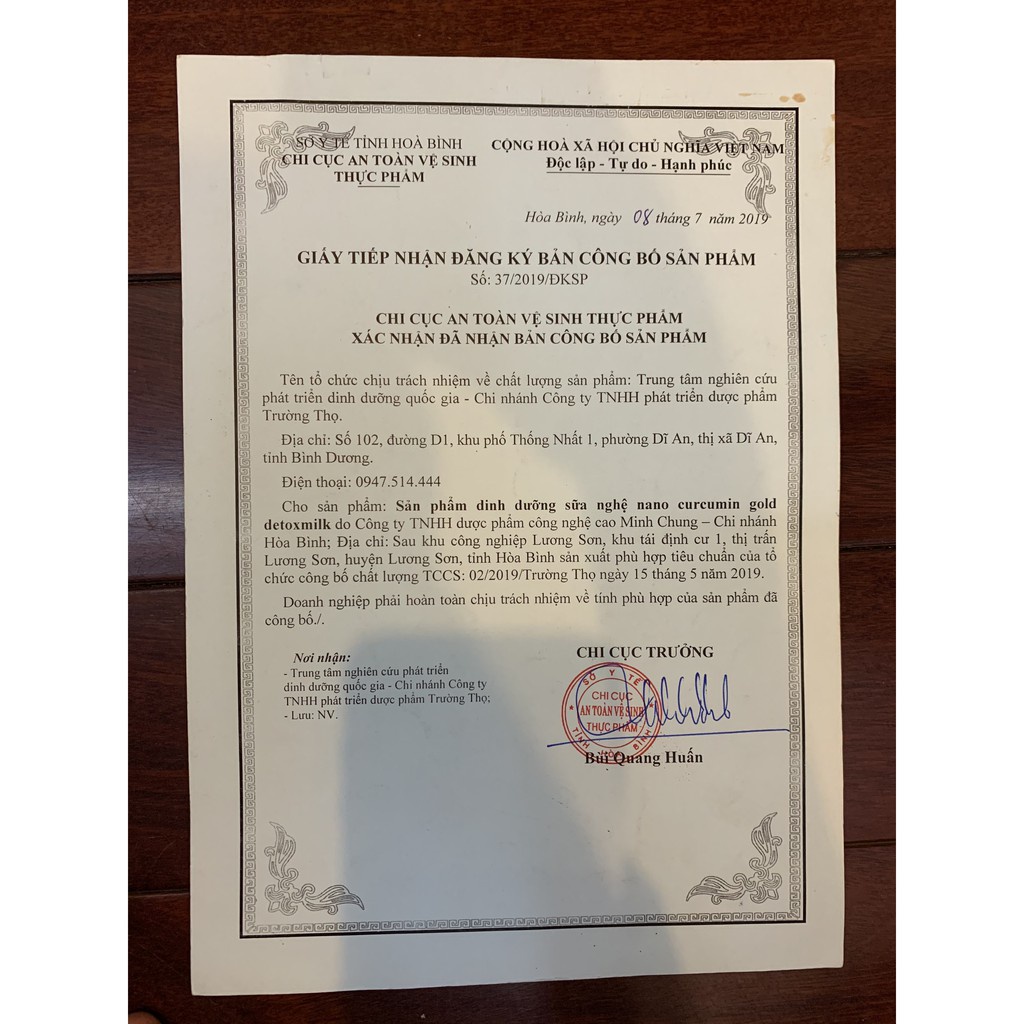 SỞ Y TẾ TỈNH HOÀ BÌNH
CHI CỤC AN TOÀN VỆ SINH
THỰC PHẨM
CỘNG HOÀ XÃ HỘI CHỦ NGHĨA VIỆT NAM
Độc lập - Tự do - Hạnh phúc
Hòa Bình, ngày 08 tháng 7 năm 2019
GIẤY TIẾP NHẬN ĐĂNG KÝ BẢN CÔNG BỐ SẢN PHẨM
Số: 37/2019/ĐKSP
CHI CỤC AN TOÀN VỆ SINH THỰC PHẨM
XÁC NHẬN ĐÃ NHẬN BẢN CÔNG BỐ SẢN PHẨM
Tên tổ chức chịu trách nhiệm về chất lượng sản phẩm: Trung tâm nghiên cứu
phát triển dinh dưỡng quốc gia - Chi nhánh Công ty TNHH phát triển dược phẩm
Trường Thọ.
Địa chỉ: Số 102, đường D1, khu phố Thống Nhất 1, phường Dĩ An, thị xã Dĩ An,
tỉnh Bình Dương.
Điện thoại: 0947.514.444
Cho sản phẩm: Sản phẩm dinh dưỡng sữa nghệ nano curcumin gold
detoxmilk do Công ty TNHH dược phẩm công nghệ cao Minh Chung – Chi nhánh
Hòa Bình; Địa chỉ: Sau khu công nghiệp Lương Sơn, khu tái định cư 1, thị trấn
Lương Sơn, huyện Lương Sơn, tỉnh Hòa Bình sản xuất phù hợp tiêu chuẩn của tổ
chức công bố chất lượng TCCS: 02/2019/Trường Thọ ngày 15 tháng 5 năm 2019.
Doanh nghiệp phải hoàn toàn chịu trách nhiệm về tính phù hợp của sản phẩm đã
công bố./.
Nơi nhận:
- Trung tâm nghiên cứu phát triển
dinh dưỡng quốc gia - Chi nhánh Công ty
TNHH phát triển dược phẩm Trường Thọ;
- Lưu: NV.
CHI CỤC TRƯỞNG
SỞ Y TẾ
CHI CỤC
AN TOÀN VỆ SINH
THỰC PHẨM
TỈNH HÒA BÌNH
Bùi Quang Huấn